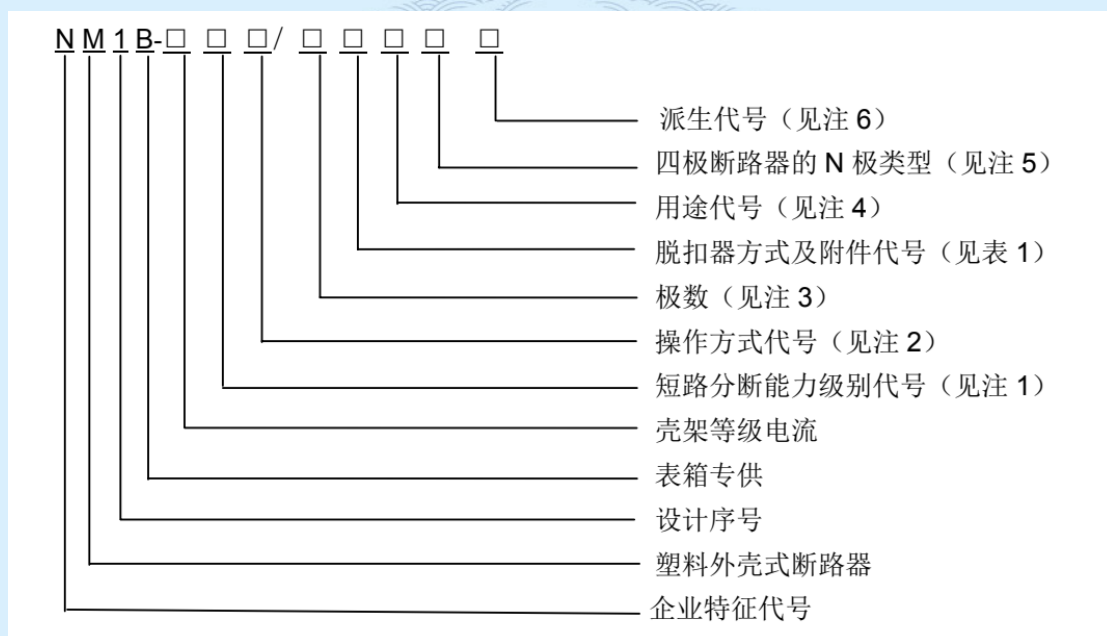 NM1B-□ □ □/ □ □ □ □ □
派生代号（见注 6）
四极断路器的 N 极类型（见注 5）
用途代号（见注 4）
脱扣器方式及附件代号（见表 1）
极数（见注 3）
操作方式代号（见注 2）
短路分断能力级别代号（见注 1）
壳架等级电流
表箱专供
设计序号
塑料外壳式断路器
企业特征代号